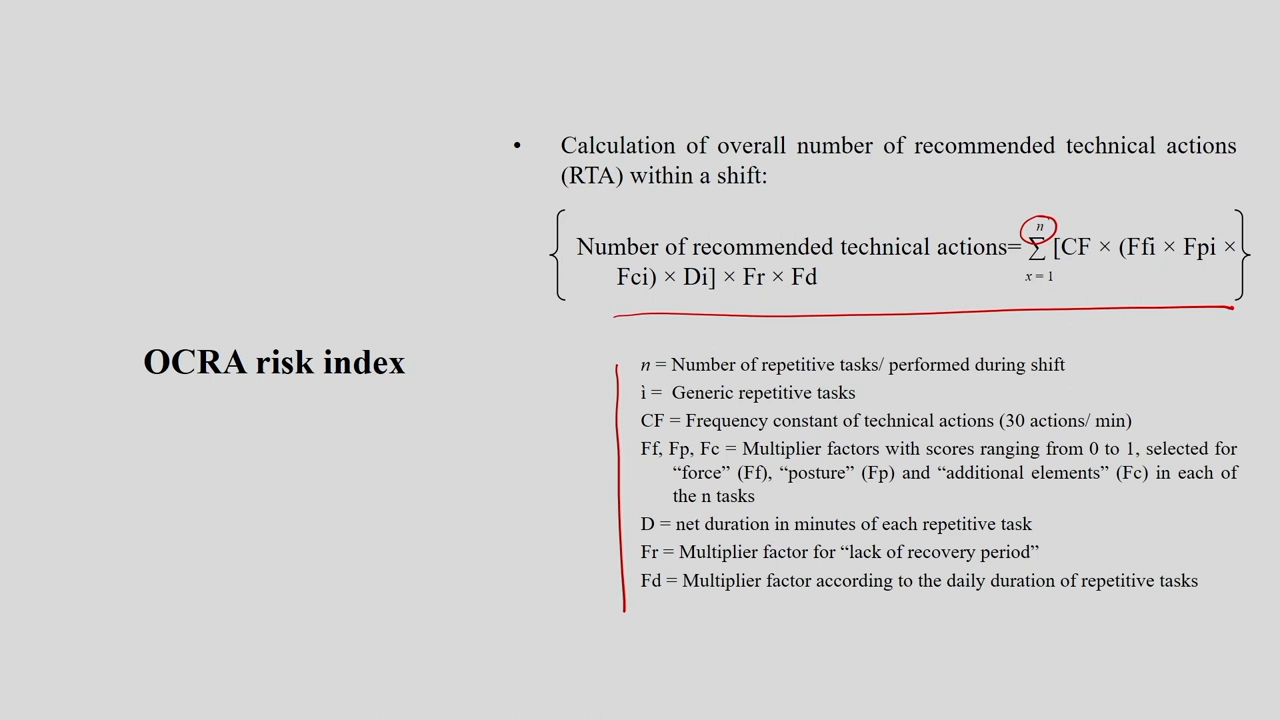 OCRA risk index
• Calculation of overall number of recommended technical actions
(RTA) within a shift:
n
Number of recommended technical actions= ∑ [CF × (Ffi × Fpi ×
x = 1
Fci) × Di] × Fr × Fd
n = Number of repetitive tasks/ performed during shift
ì = Generic repetitive tasks
CF = Frequency constant of technical actions (30 actions/ min)
Ff, Fp, Fc = Multiplier factors with scores ranging from 0 to 1, selected for
“force” (Ff), “posture” (Fp) and “additional elements” (Fc) in each of
the n tasks
D = net duration in minutes of each repetitive task
Fr = Multiplier factor for “lack of recovery period”
Fd = Multiplier factor according to the daily duration of repetitive tasks